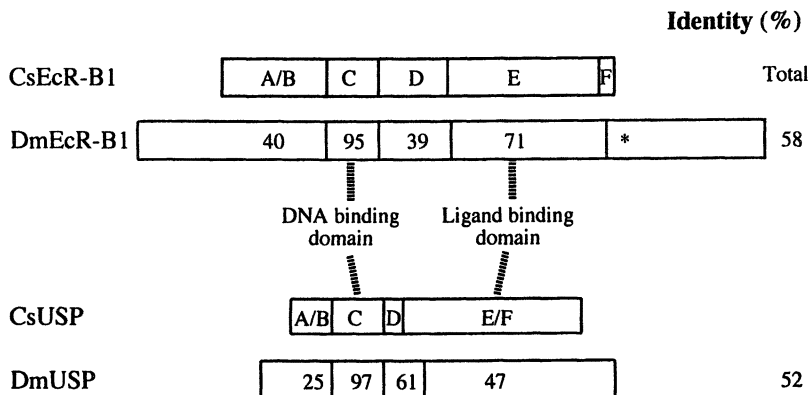 Identity (%)
CsEcR-B1 A/B C D E F Total
DmEcR-B1 40 95 39 71 * 58
DNA binding domain
Ligand binding domain
CsUSP A/B C D E/F
DmUSP 25 97 61 47 52